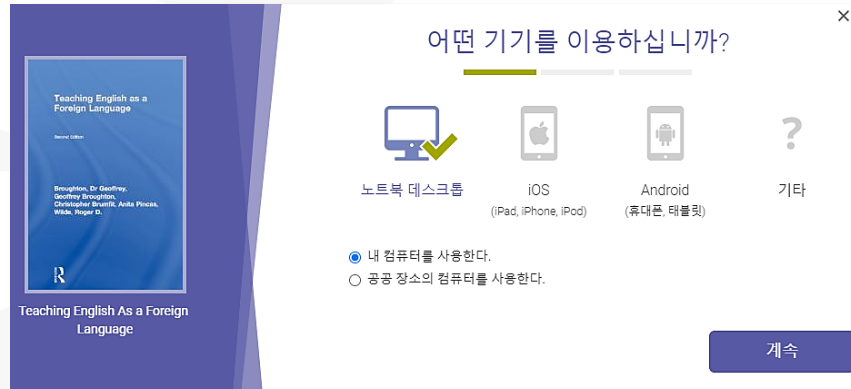 어떤 기기를 이용하십니까?
Teaching English as a
Foreign Language
Second Edition
Broughton, Dr Geoffrey,
Geoffrey Broughton,
Christopher Brumfit, Anita Pincas,
Wilde, Roger D.
R
Teaching English As a Foreign
Language
노트북 데스크톱
iOS
(iPad, iPhone, iPod)
Android
(휴대폰, 태블릿)
?
기타
내 컴퓨터를 사용한다.
공공 장소의 컴퓨터를 사용한다.
계속